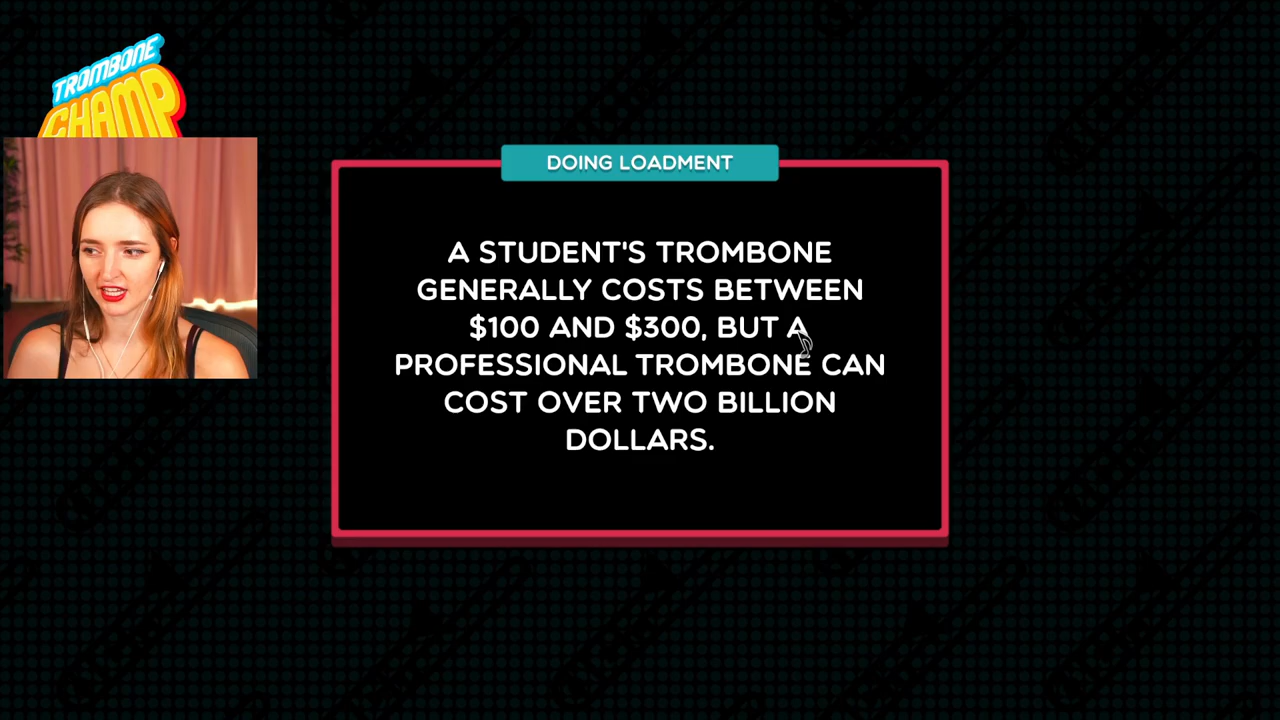 TROMBONE
CHAMP
DOING LOADMENT
A STUDENT'S TROMBONE
GENERALLY COSTS BETWEEN
$100 AND $300, BUT A
PROFESSIONAL TROMBONE CAN
COST OVER TWO BILLION
DOLLARS.